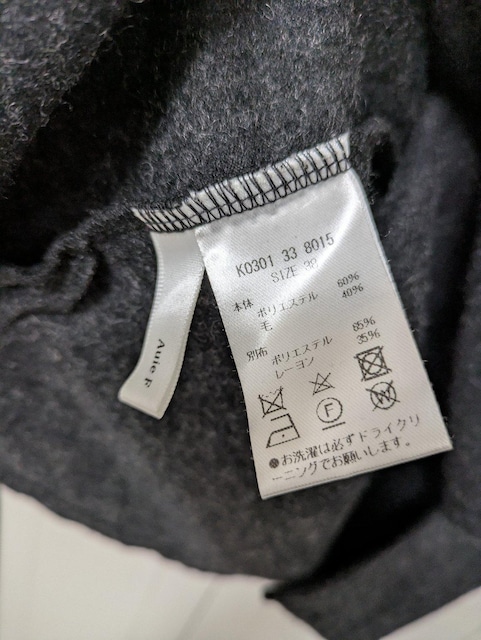 K0301 33 8015
SIZE 38
本体 ポリエステル 60%
毛 40%
別布 ポリエステル 65%
レーヨン 35%
F
W
●お洗濯は必ずドライクリ
ーニングでお願いします。
Aule F